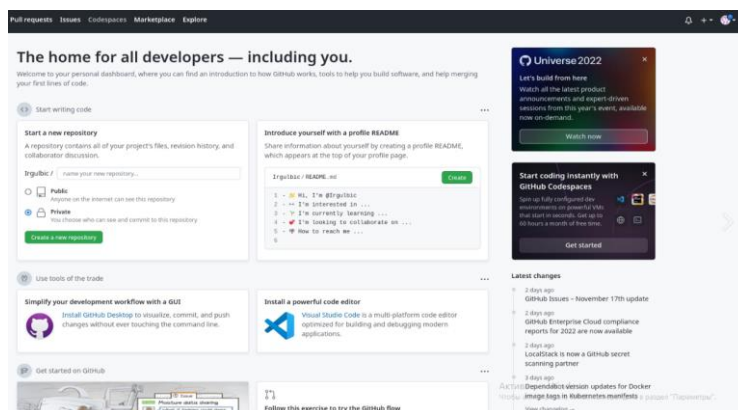 Pull requests Issues Codespaces Marketplace Explore
The home for all developers — including you.
Welcome to your personal dashboard, where you can find an introduction to how GitHub works, tools to help you build software, and help merging
your first lines of code.
Start writing code
Start a new repository
A repository contains all of your project's files, revision history, and
collaborator discussion.
Irgulbic / name your new repository...
Public
Anyone on the internet can see this repository
Private
You choose who can see and commit to this repository
Create a new repository
Introduce yourself with a profile README
Share information about yourself by creating a profile README,
which appears at the top of your profile page.
Irgulbic / README.md
Create
1 - 👋 Hi, I'm @Irgulbic
2 - 👀 I'm interested in ...
3 - 🌱 I'm currently learning ...
4 - 💞️ I'm looking to collaborate on ...
5 - 📫 How to reach me ...
6
Use tools of the trade
Simplify your development workflow with a GUI
Install GitHub Desktop to visualize, commit, and push
changes without ever touching the command line.
Install a powerful code editor
Visual Studio Code is a multi-platform code editor
optimized for building and debugging modern
applications.
Get started on GitHub
Moisture status sharing
Follow this exercise to try the GitHub flow
Universe 2022
Let's build from here
Watch all the latest product
announcements and expert-driven
sessions from this year's event, available
now on-demand.
Watch now
Start coding instantly with
GitHub Codespaces
Spin up fully configured dev
environments on powerful VMs
that start in seconds. Get up to
60 hours a month of free time.
Get started
Latest changes
2 days ago
GitHub Issues – November 17th update
2 days ago
GitHub Enterprise Cloud compliance
reports for 2022 are now available
2 days ago
LocalStack is now a GitHub secret
scanning partner
3 days ago
Dependabot version updates for Docker
image tags in Kubernetes manifests
View changelog →
раздел "Параметры".